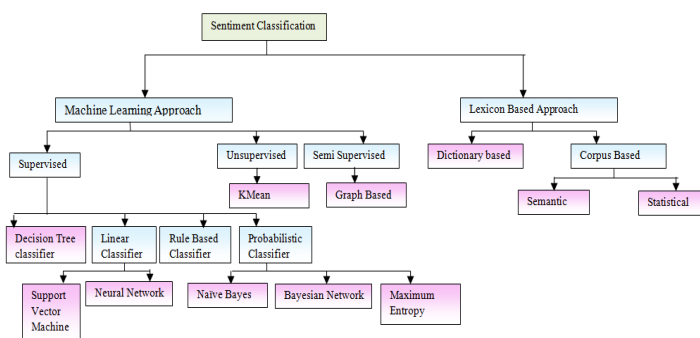 Sentiment Classification
Machine Learning Approach
Lexicon Based Approach
Supervised
Unsupervised
Semi Supervised
Dictionary based
Corpus Based
KMean
Graph Based
Semantic
Statistical
Decision Tree
classifier
Linear
Classifier
Rule Based
Classifier
Probabilistic
Classifier
Support
Vector
Machine
Neural Network
Naïve Bayes
Bayesian Network
Maximum
Entropy